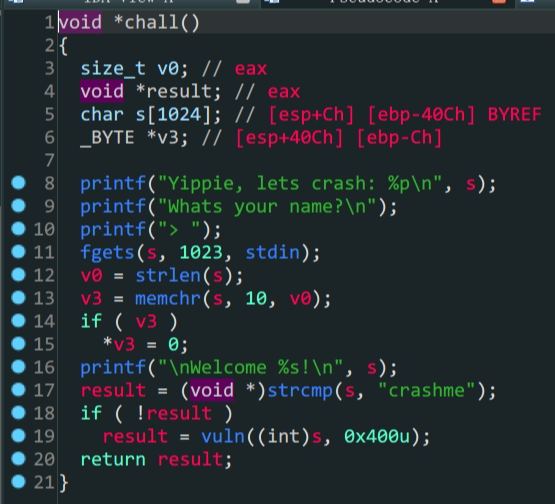 1 void *chall()
2 {
3 size_t v0; // eax
4 void *result; // eax
5 char s[1024]; // [esp+Ch] [ebp-40Ch] BYREF
6 _BYTE *v3; // [esp+40Ch] [ebp-Ch]
7
8 printf("Yippie, lets crash: %p\n", s);
9 printf("Whats your name?\n");
10 printf("> ");
11 fgets(s, 1023, stdin);
12 v0 = strlen(s);
13 v3 = memchr(s, 10, v0);
14 if ( v3 )
15 *v3 = 0;
16 printf("\nWelcome %s!\n", s);
17 result = (void *)strcmp(s, "crashme");
18 if ( !result )
19 result = vuln((int)s, 0x400u);
20 return result;
21 }